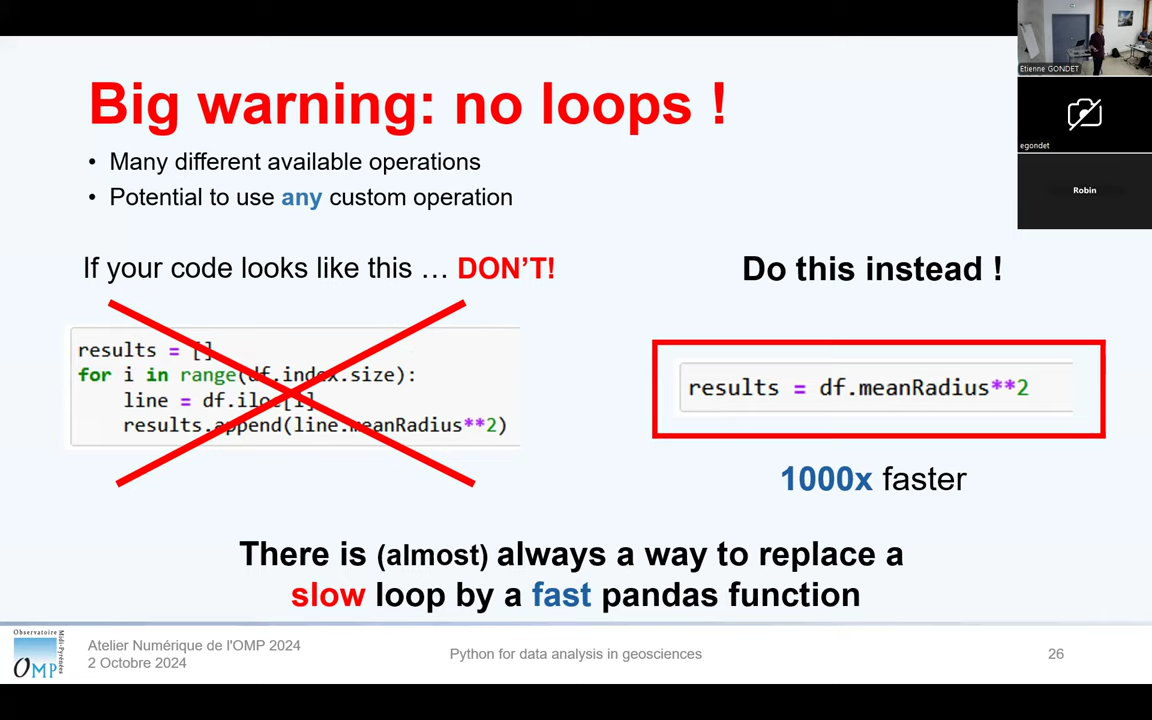 Big warning: no loops !
• Many different available operations
• Potential to use any custom operation
If your code looks like this … DON'T!
results = []
for i in range(df.index.size):
line = df.iloc[i]
results.append(line.meanRadius**2)
Do this instead !
results = df.meanRadius**2
1000x faster
There is (almost) always a way to replace a
slow loop by a fast pandas function
Observatoire
Midi-Pyrénées
OMP
Atelier Numérique de l'OMP 2024
2 Octobre 2024
Python for data analysis in geosciences
26
Etienne GONDET
egondet
Robin